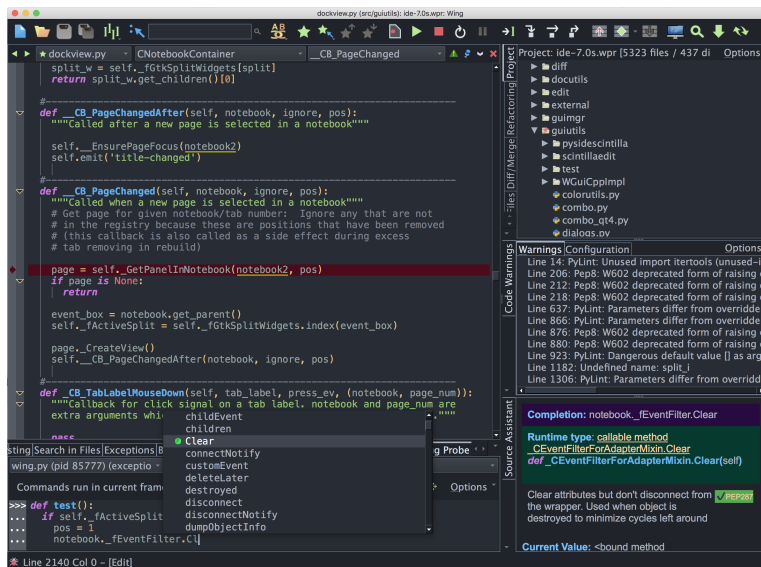 dockview.py (src/guiutils): ide-7.0s.wpr: Wing
dockview.py
CNotebookContainer
__CB_PageChanged
split_w = self._fGtkSplitWidgets[split]
return split_w.get_children()[0]
#
def __CB_PageChangedAfter(self, notebook, ignore, pos):
"""Called after a new page is selected in a notebook"""
self.__EnsurePageFocus(notebook2)
self.emit('title-changed')
#
def __CB_PageChanged(self, notebook, ignore, pos):
"""Called when a new page is selected in a notebook"""
# Get page for given notebook/tab number:  Ignore any that are not
# in the registry because these are positions that have been removed
# (this callback is also called as a side effect during excess
# tab removing in rebuild)
page = self._GetPanelInNotebook(notebook2, pos)
if page is None:
return
event_box = notebook.get_parent()
self._fActiveSplit = self._fGtkSplitWidgets.index(event_box)
page._CreateView()
self.__CB_PageChangedAfter(notebook, ignore, pos)
#
def _CB_TabLabelMouseDown(self, tab_label, press_ev, (notebook, page_num)):
"""Callback for click signal on a tab label. notebook and page_num are
extra arguments whi
."""
pass
childEvent
children
Clear
connectNotify
customEvent
deleteLater
destroyed
disconnect
disconnectNotify
dumpObjectInfo
sting
Search in Files
Exceptions
B
g Probe
wing.py (pid 85777) (exceptio
Commands run in current fram
Options
>>> def test():
... if self._fActiveSplit
... pos = 1
... notebook._fEventFilter.Cl
Line 2140 Col 0 - [Edit]
Project
Refactoring
Diff/Merge
Files
Project: ide-7.0s.wpr [5323 files / 437 di
Options
diff
docutils
edit
external
guimgr
guiutils
pysidescintilla
scintillaedit
test
WGuiCppImpl
colorutils.py
combo.py
combo_qt4.py
dialogs.py
Code Warnings
Warnings
Configuration
Options
Line 14: PyLint: Unused import itertools (unused-i
Line 206: Pep8: W602 deprecated form of raising
Line 212: Pep8: W602 deprecated form of raising
Line 218: Pep8: W602 deprecated form of raising
Line 637: PyLint: Parameters differ from overridde
Line 866: PyLint: Parameters differ from overridde
Line 876: Pep8: W602 deprecated form of raising
Line 880: Pep8: W602 deprecated form of raising
Line 923: PyLint: Dangerous default value [] as arg
Line 1182: Undefined name: split_i
Line 1306: PyLint: Parameters differ from overridd
Source Assistant
Completion: notebook._fEventFilter.Clear
Runtime type: callable method
_CEventFilterForAdapterMixin.Clear
def _CEventFilterForAdapterMixin.Clear(self)
Clear attributes but don't disconnect from
✓PEP287
the wrapper. Used when object is
destroyed to minimize cycles left around
Current Value: <bound method